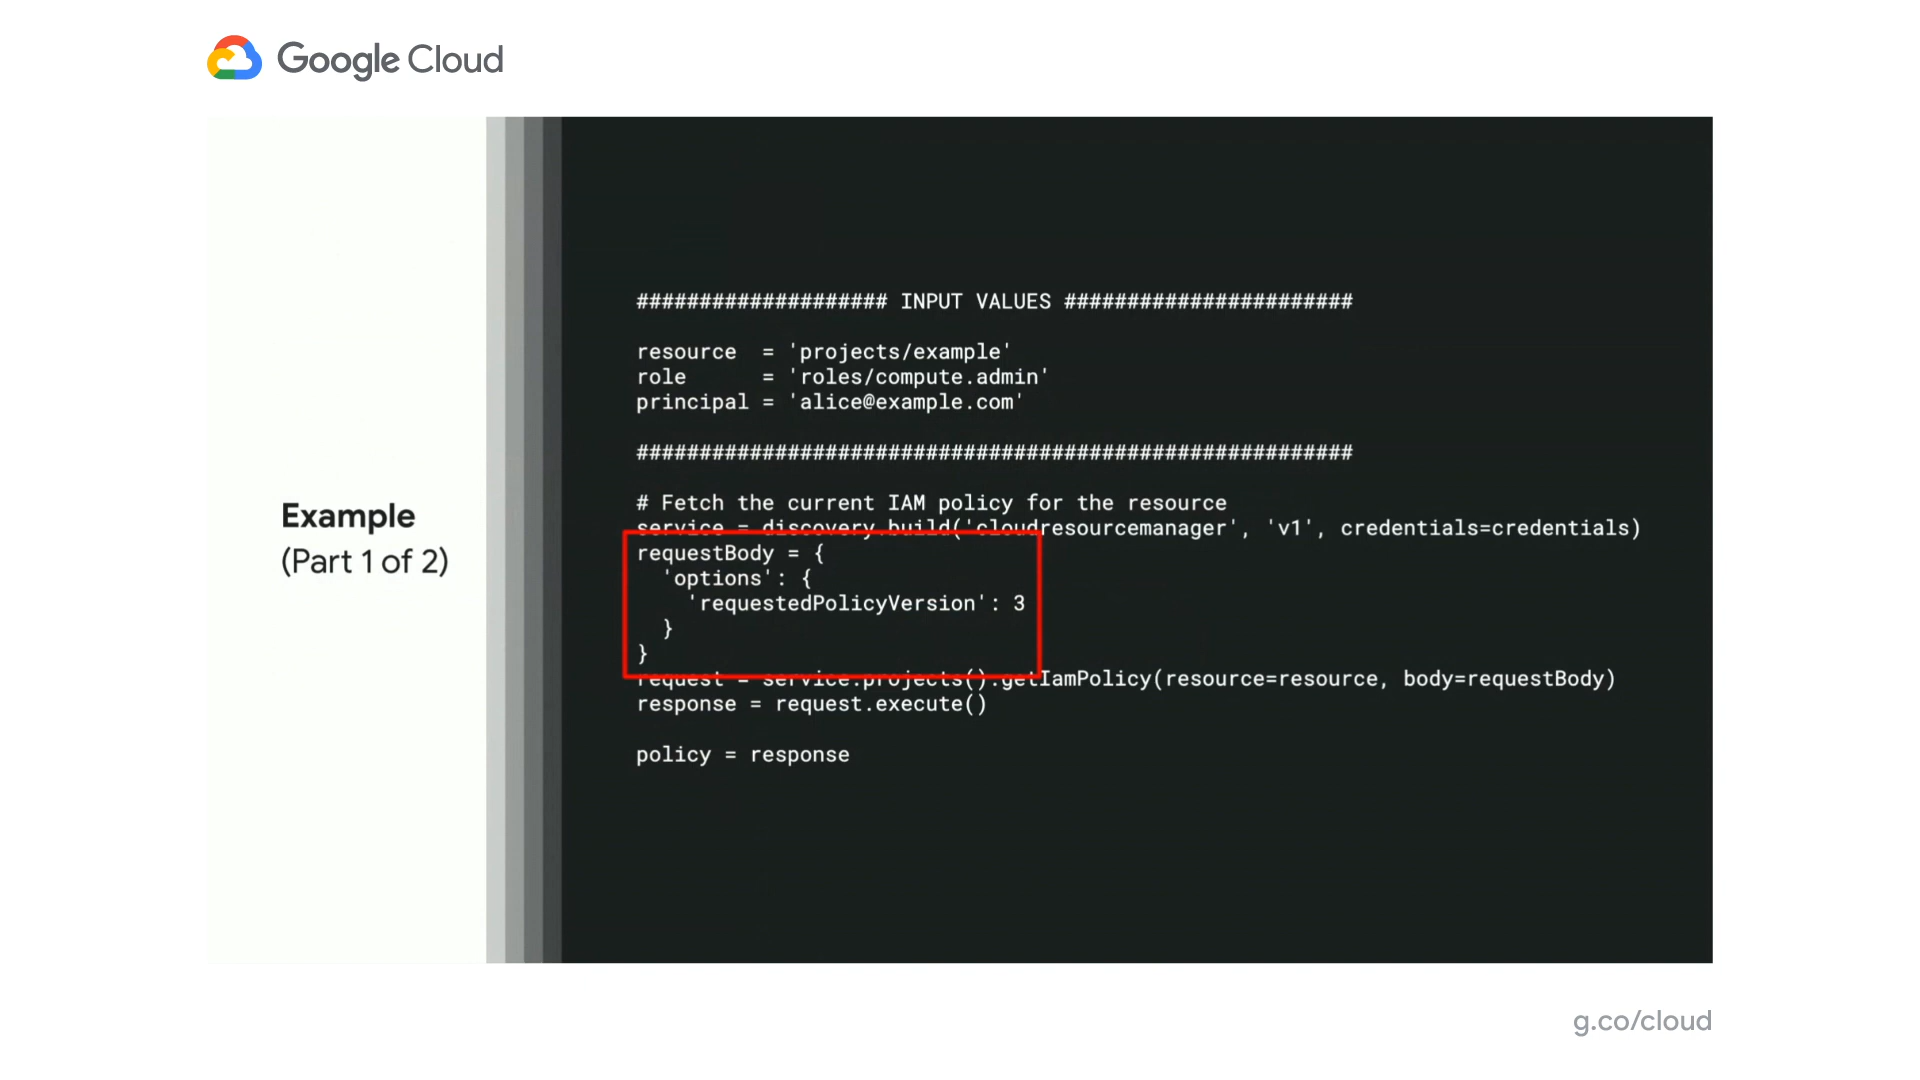 Google Cloud
Example
(Part 1 of 2)
#################### INPUT VALUES #######################
resource  = 'projects/example'
role      = 'roles/compute.admin'
principal = 'alice@example.com'
#########################################################
# Fetch the current IAM policy for the resource
service = discovery.build('cloudresourcemanager', 'v1', credentials=credentials)
requestBody = {
  'options': {
    'requestedPolicyVersion': 3
  }
}
request = service.projects().getIamPolicy(resource=resource, body=requestBody)
response = request.execute()
policy = response
g.co/cloud